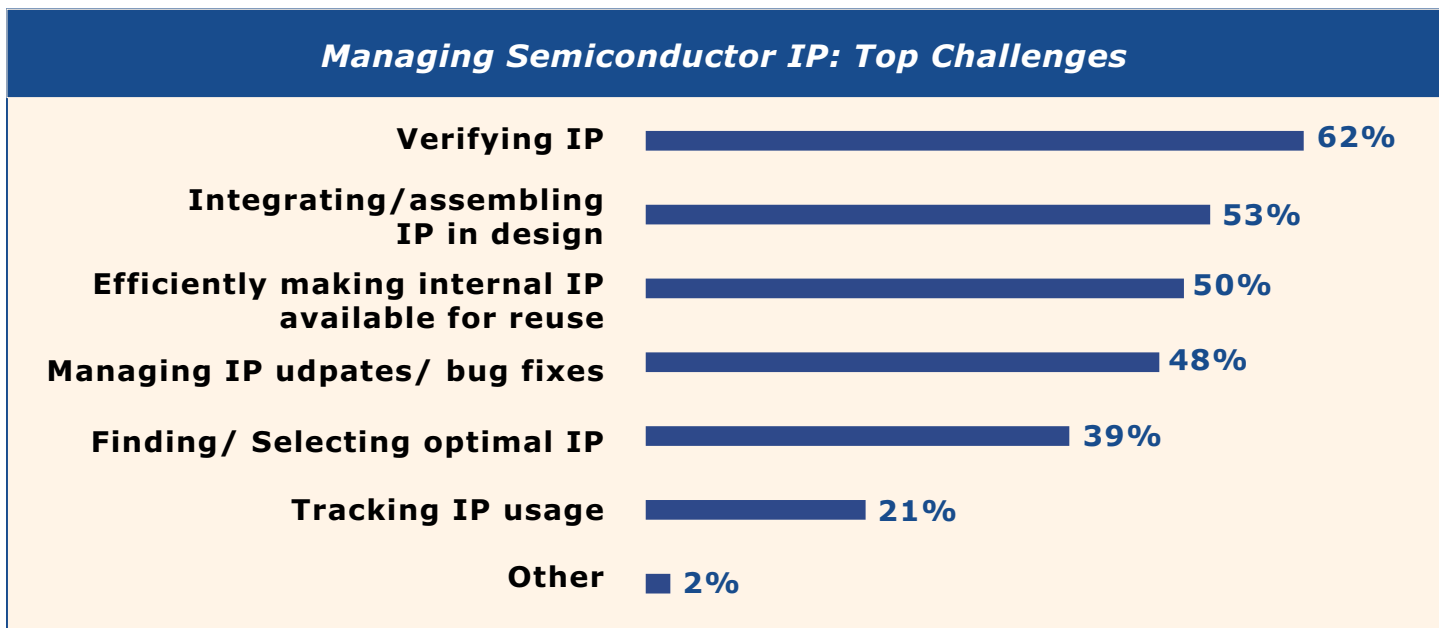 Managing Semiconductor IP: Top Challenges
Verifying IP
62%
Integrating/assembling
IP in design
53%
Efficiently making internal IP
available for reuse
50%
Managing IP udpates/ bug fixes
48%
Finding/ Selecting optimal IP
39%
Tracking IP usage
21%
Other
2%